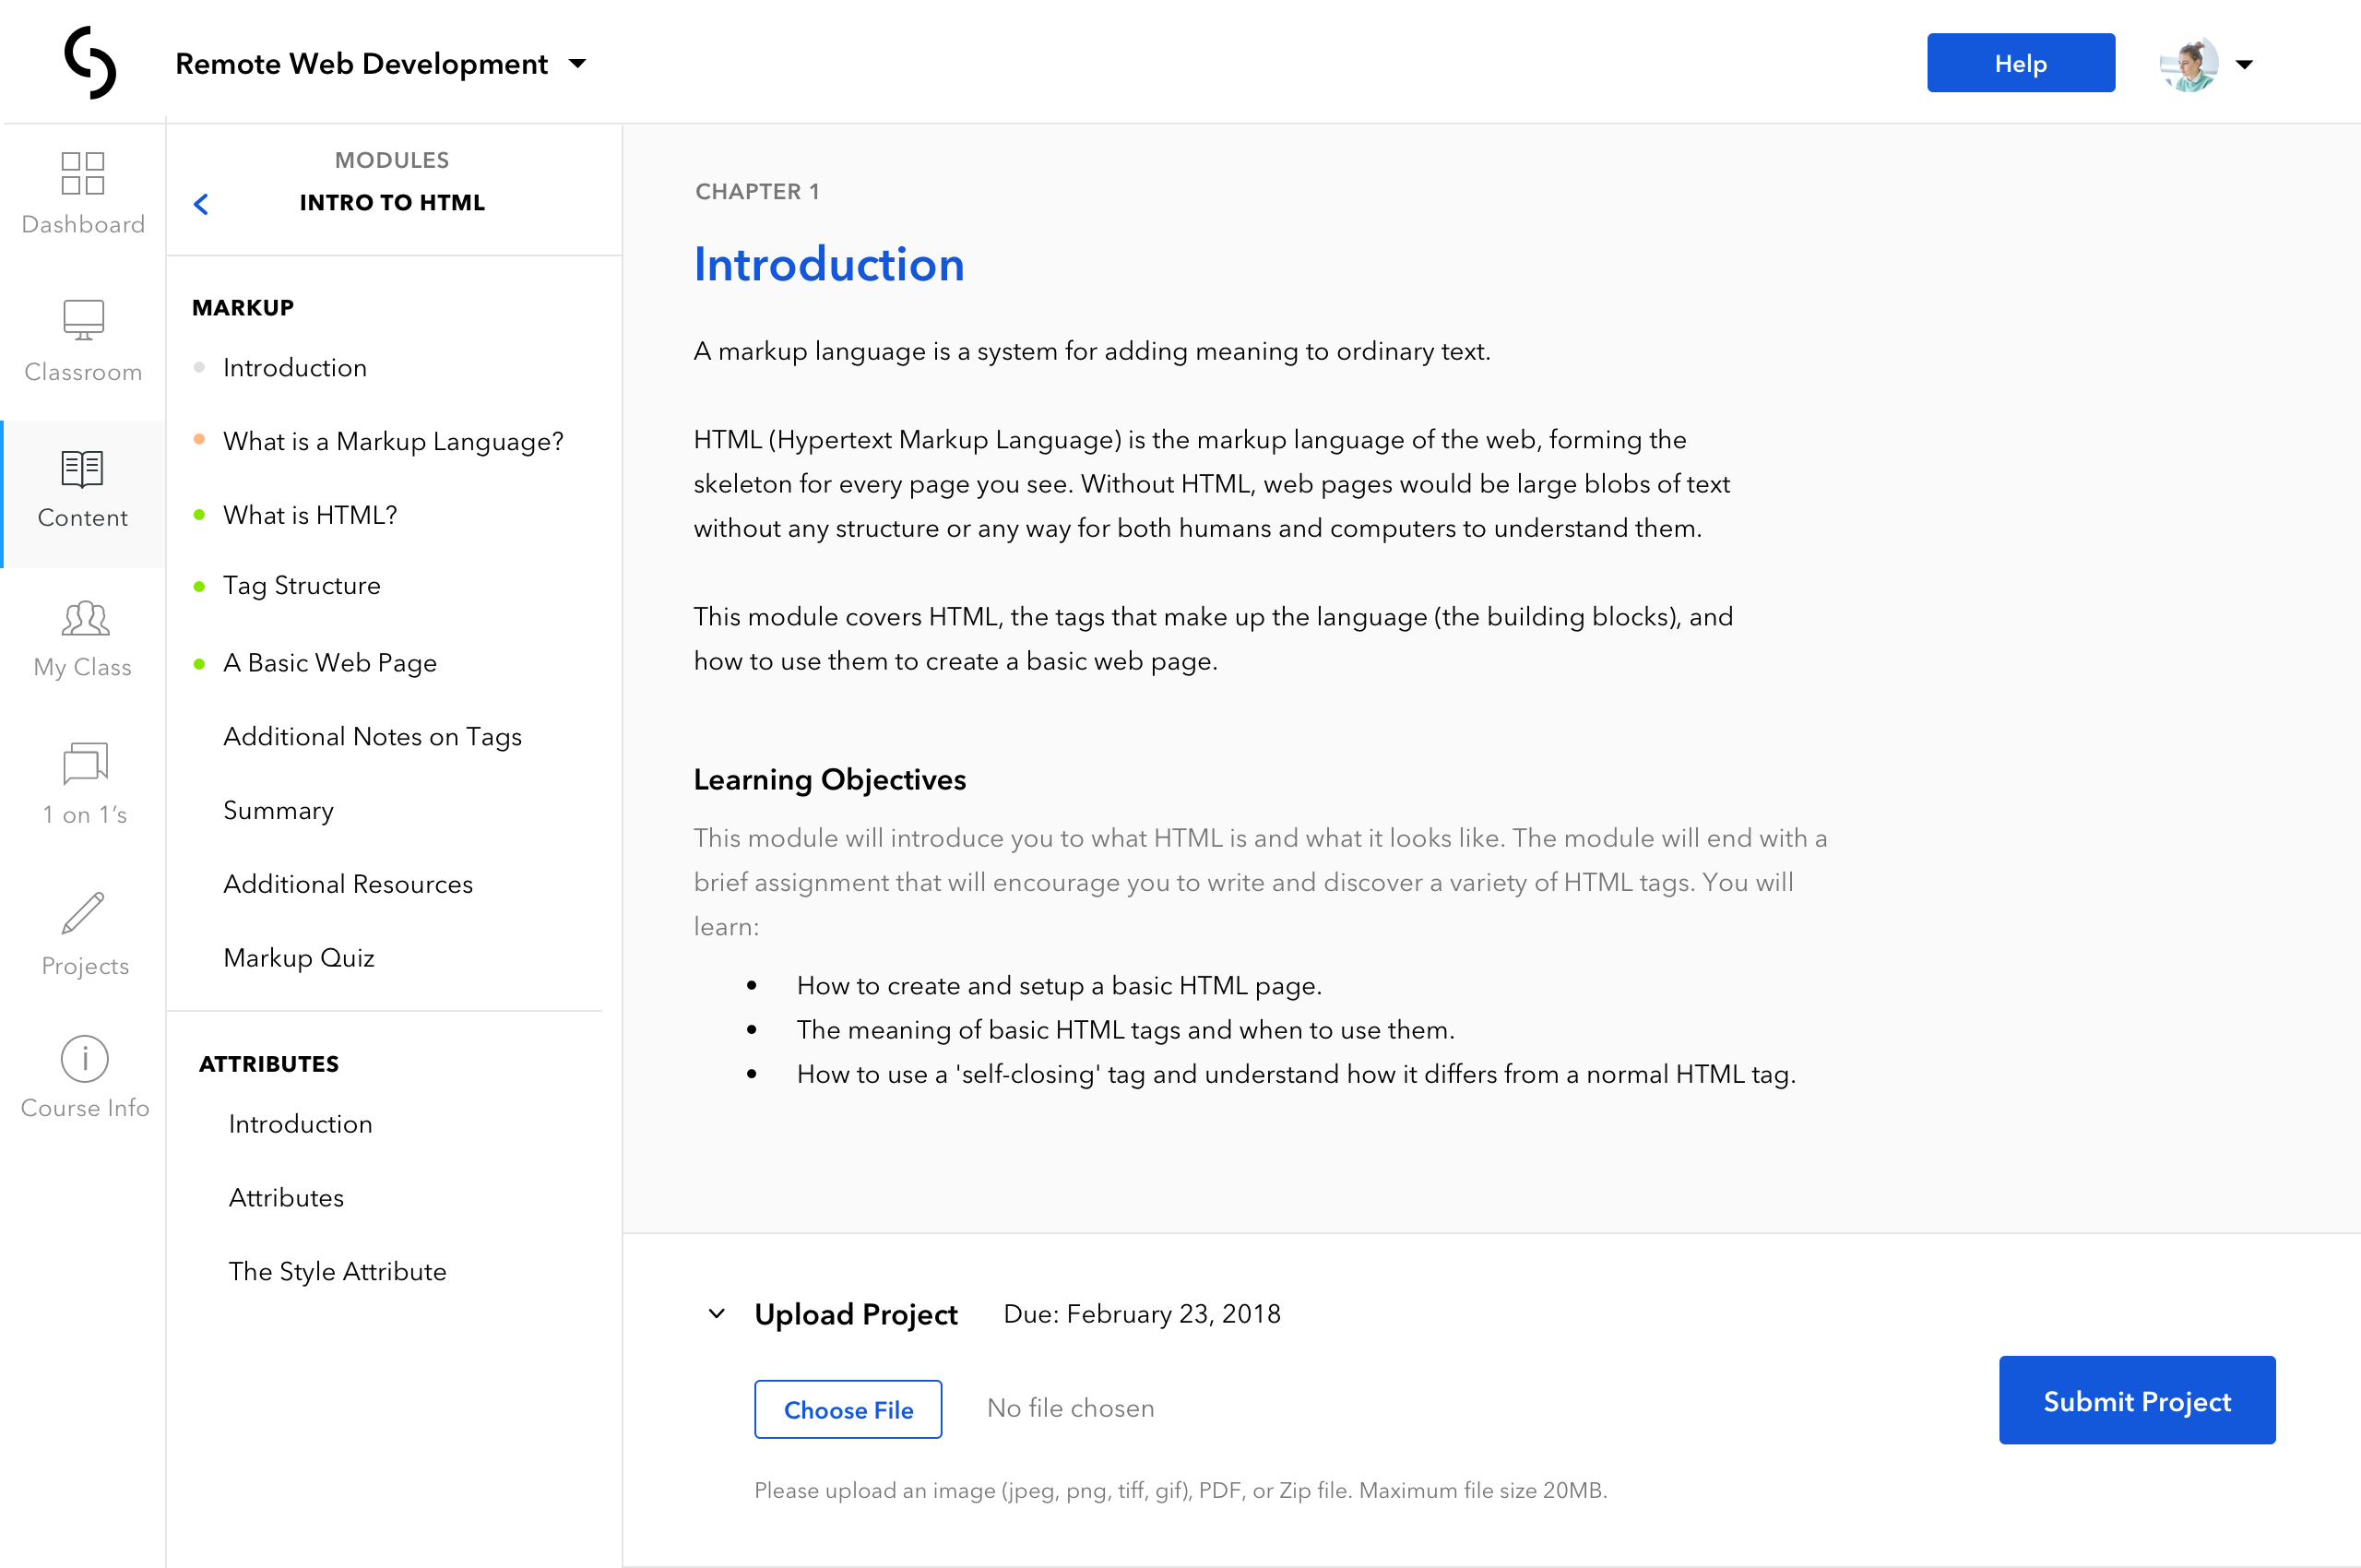 Remote Web Development
Help
Dashboard
Classroom
Content
My Class
1 on 1’s
Projects
Course Info
MODULES
INTRO TO HTML
MARKUP
Introduction
What is a Markup Language?
What is HTML?
Tag Structure
A Basic Web Page
Additional Notes on Tags
Summary
Additional Resources
Markup Quiz
ATTRIBUTES
Introduction
Attributes
The Style Attribute
CHAPTER 1
Introduction
A markup language is a system for adding meaning to ordinary text.
HTML (Hypertext Markup Language) is the markup language of the web, forming the
skeleton for every page you see. Without HTML, web pages would be large blobs of text
without any structure or any way for both humans and computers to understand them.
This module covers HTML, the tags that make up the language (the building blocks), and
how to use them to create a basic web page.
Learning Objectives
This module will introduce you to what HTML is and what it looks like. The module will end with a
brief assignment that will encourage you to write and discover a variety of HTML tags. You will
learn:
• How to create and setup a basic HTML page.
• The meaning of basic HTML tags and when to use them.
• How to use a 'self-closing' tag and understand how it differs from a normal HTML tag.
Upload Project Due: February 23, 2018
Choose File No file chosen
Submit Project
Please upload an image (jpeg, png, tiff, gif), PDF, or Zip file. Maximum file size 20MB.